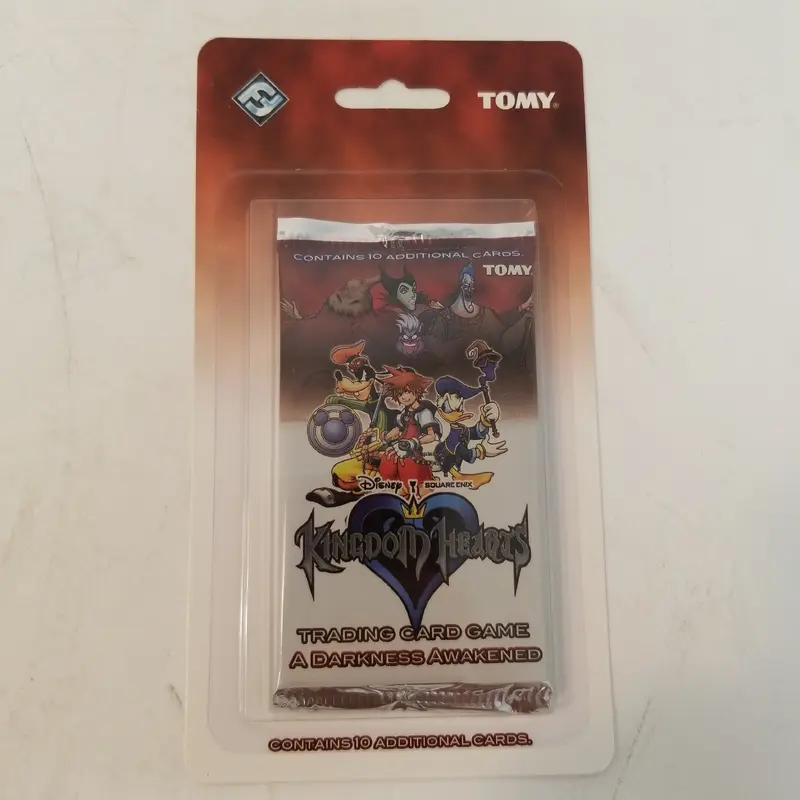 TOMY®
CONTAINS 10 ADDITIONAL CARDS.
TOMY
Disney SQUARE ENIX
KINGDOM HEARTS
TRADING CARD GAME
A DARKNESS AWAKENED
CONTAINS 10 ADDITIONAL CARDS.